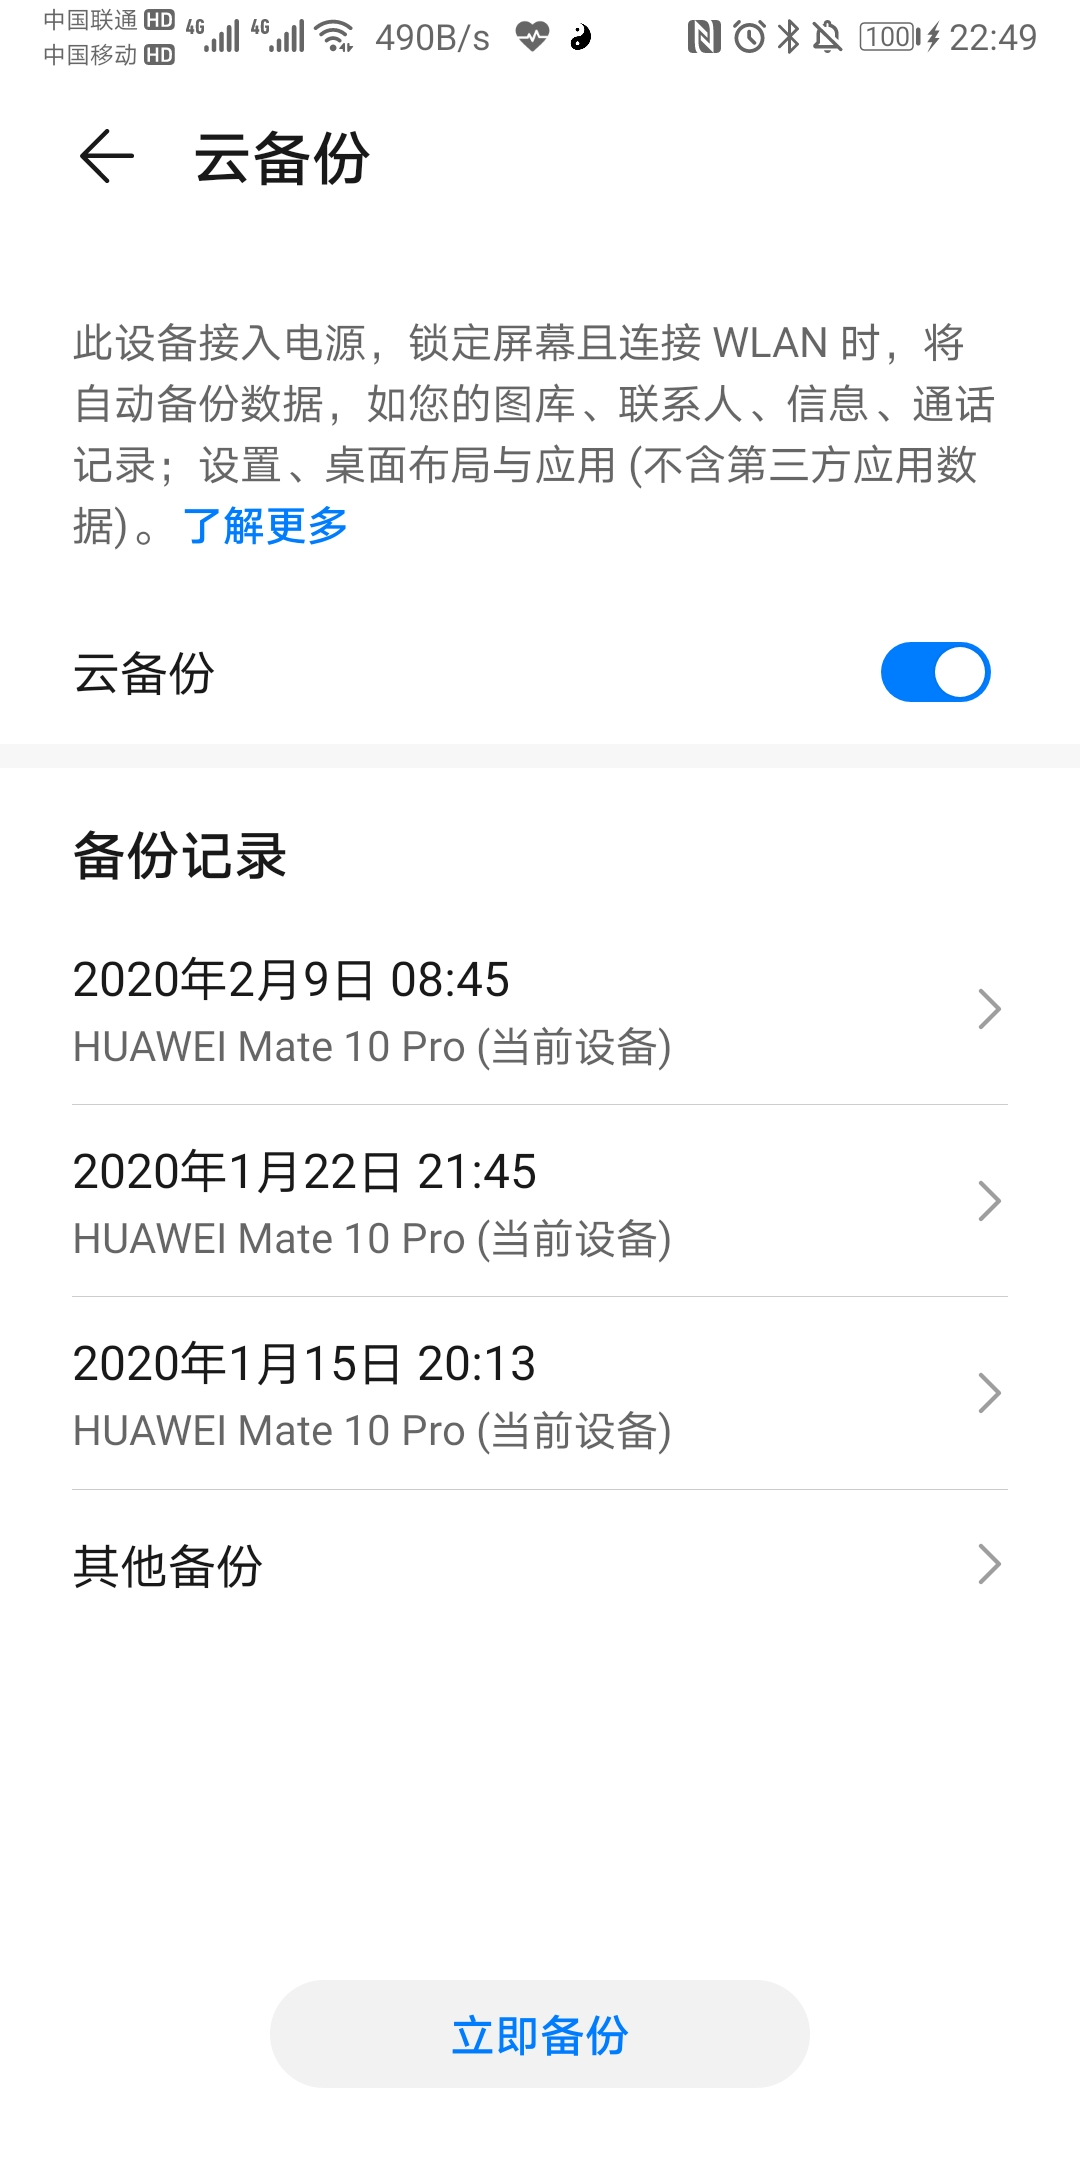 中国联通 HD 4G 4G 490B/s 100 22:49
中国移动 HD
云备份
此设备接入电源，锁定屏幕且连接 WLAN 时，将
自动备份数据，如您的图库、联系人、信息、通话
记录；设置、桌面布局与应用 (不含第三方应用数
据)。了解更多
云备份
备份记录
2020年2月9日 08:45
HUAWEI Mate 10 Pro (当前设备)
2020年1月22日 21:45
HUAWEI Mate 10 Pro (当前设备)
2020年1月15日 20:13
HUAWEI Mate 10 Pro (当前设备)
其他备份
立即备份